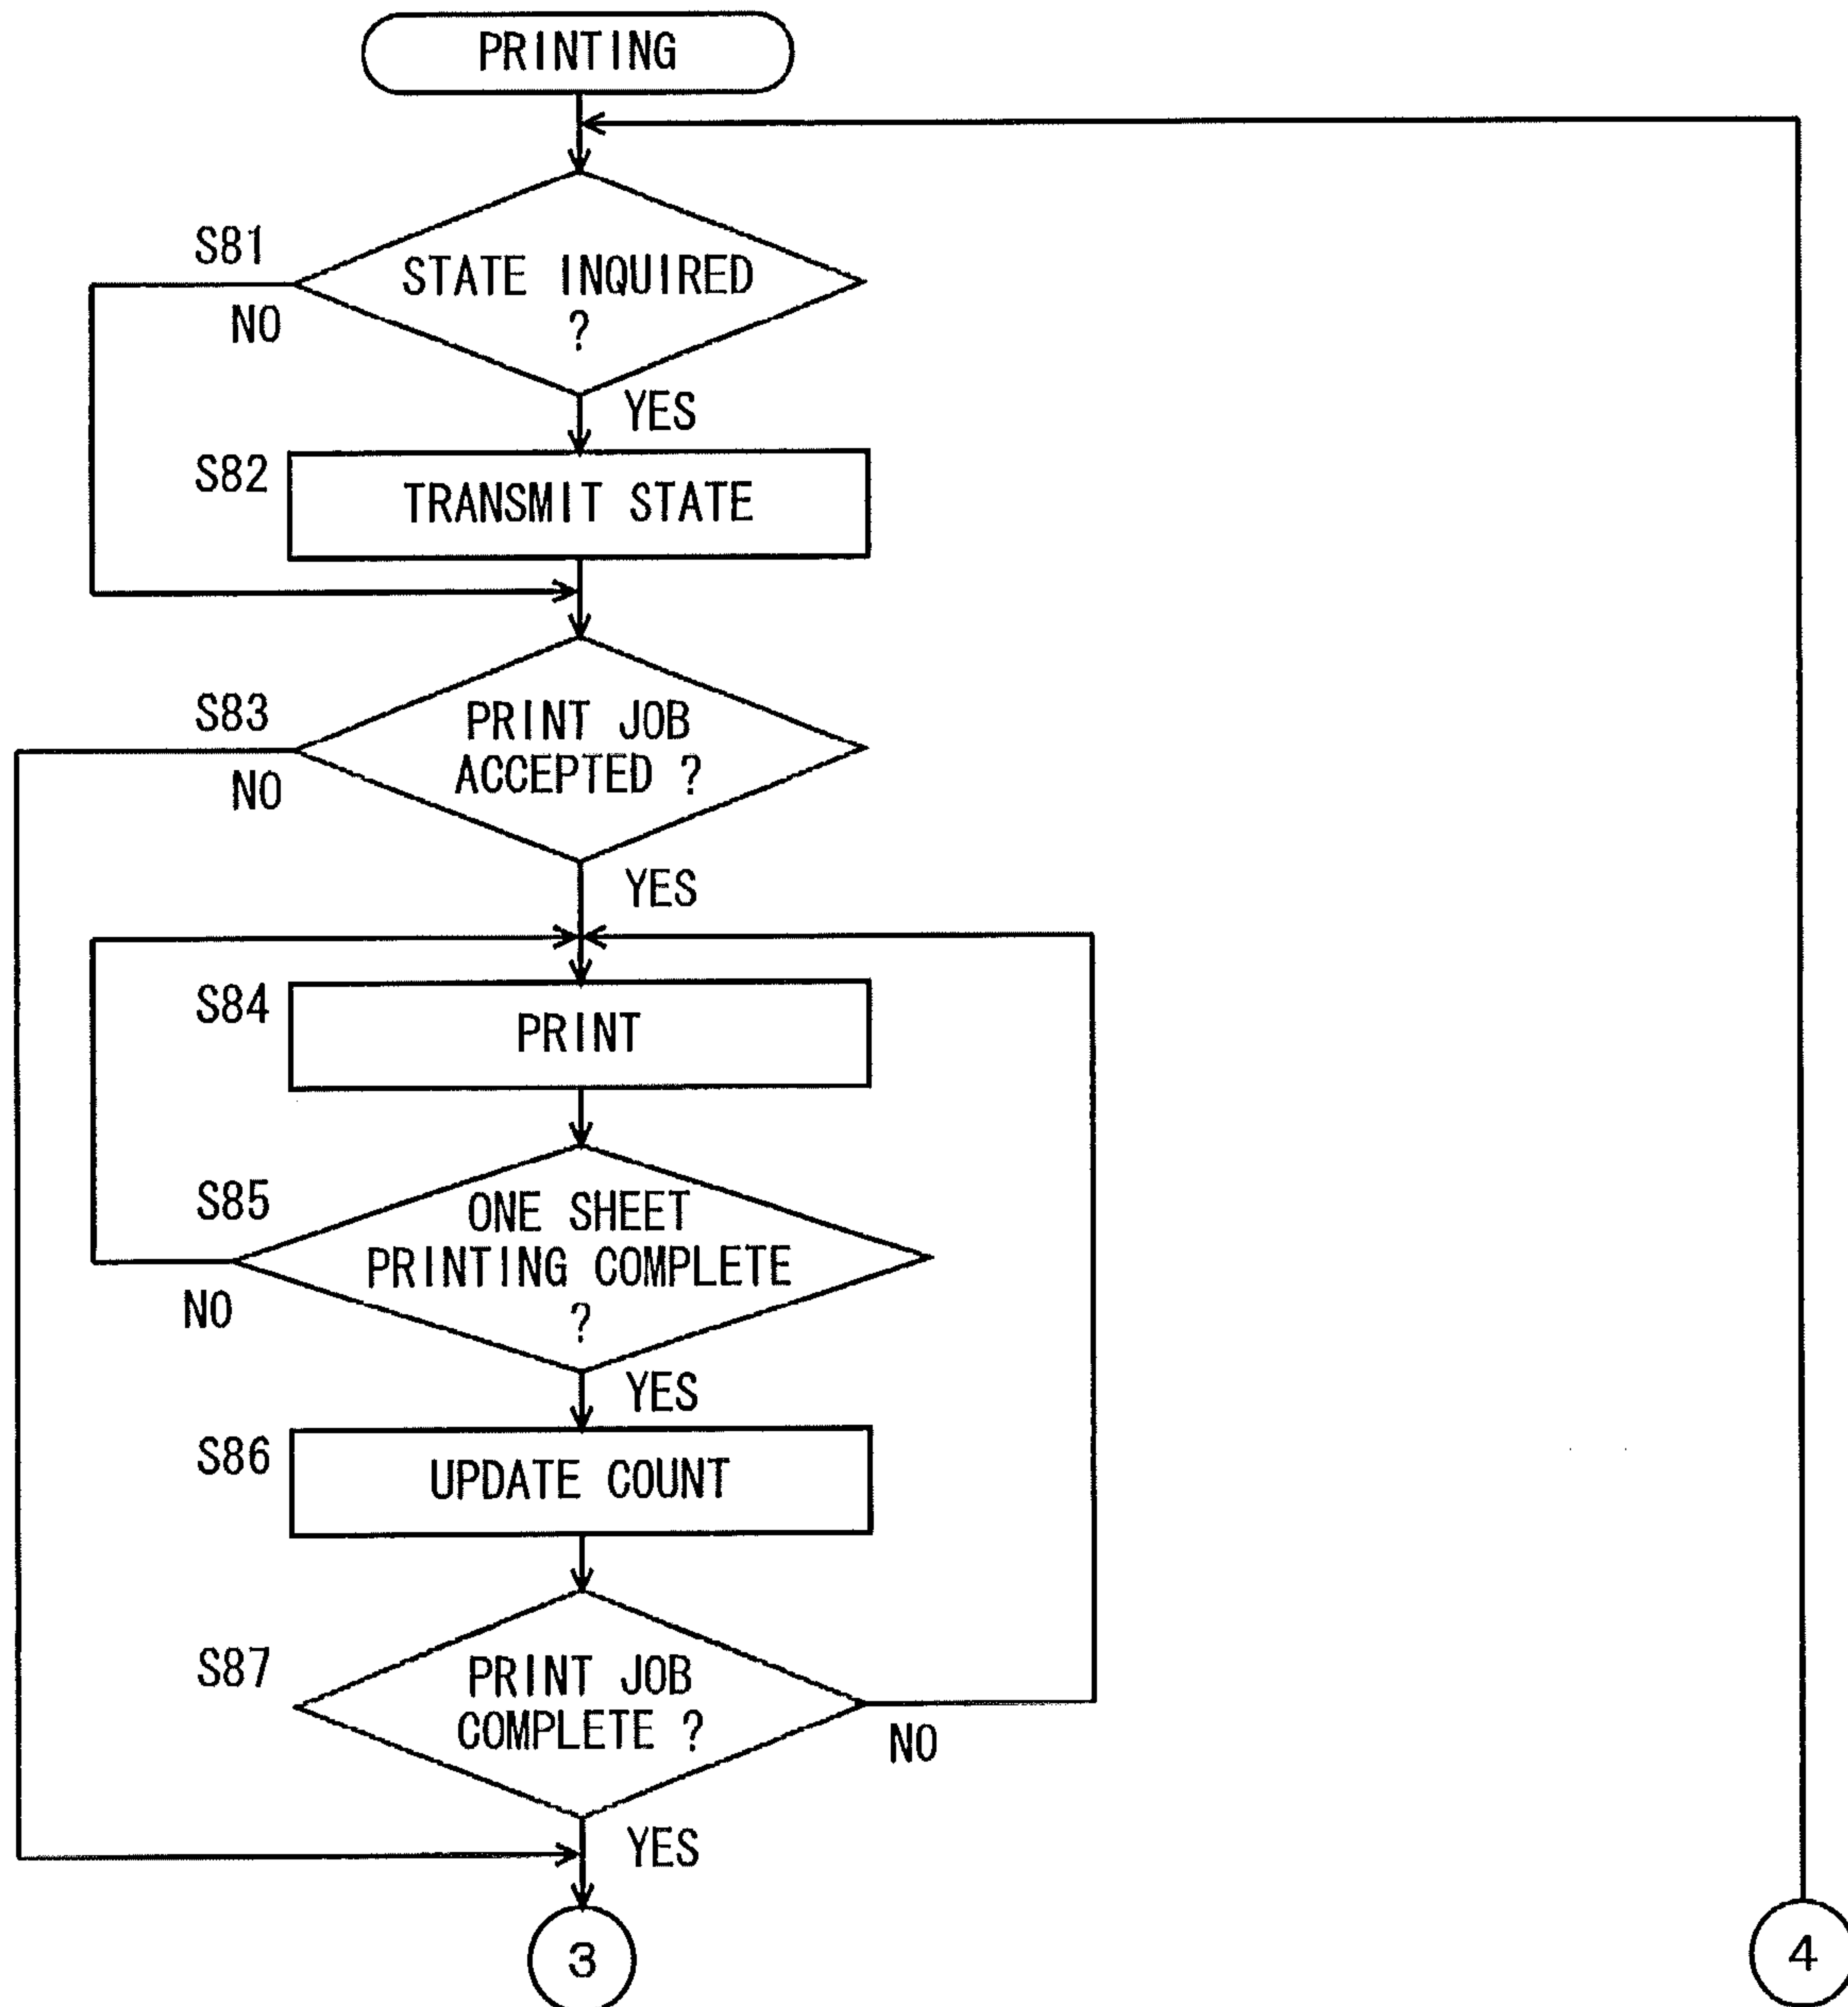 PRINTING
S81
STATE INQUIRED
?
NO
YES
S82
TRANSMIT STATE
S83
PRINT JOB
ACCEPTED ?
NO
YES
S84
PRINT
S85
ONE SHEET
PRINTING COMPLETE
?
NO
YES
S86
UPDATE COUNT
S87
PRINT JOB
COMPLETE ?
NO
YES
3
4